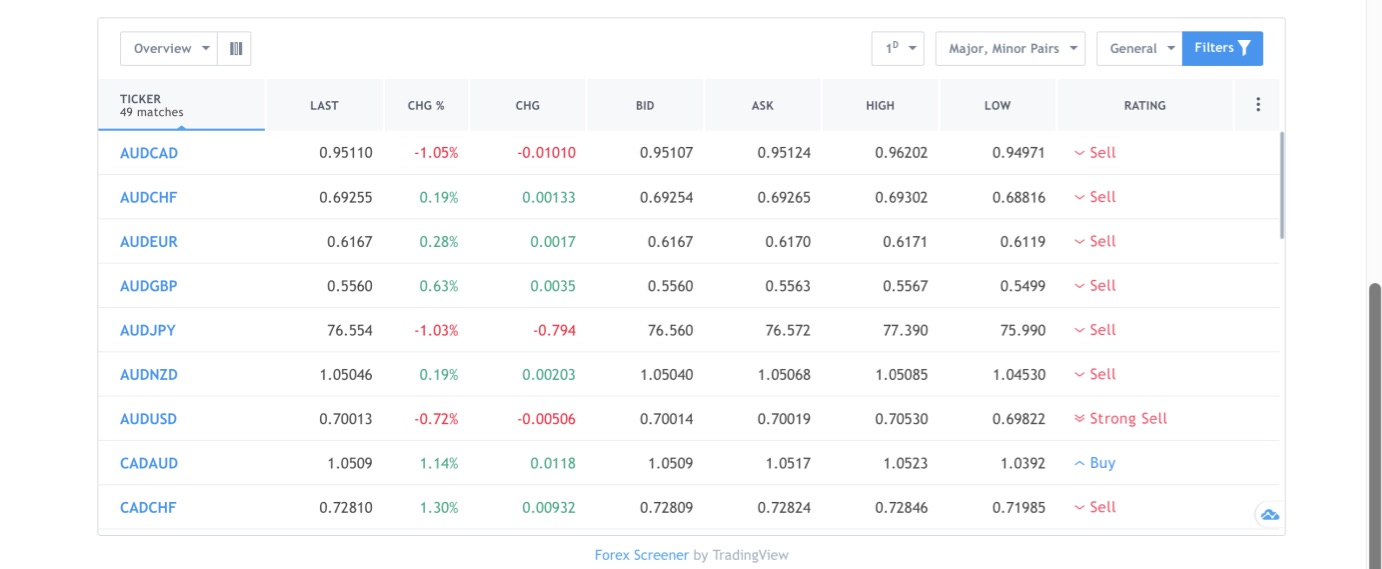 Overview 1D Major, Minor Pairs General Filters
TICKER LAST CHG % CHG BID ASK HIGH LOW RATING
49 matches
AUDCAD 0.95110 -1.05% -0.01010 0.95107 0.95124 0.96202 0.94971 Sell
AUDCHF 0.69255 0.19% 0.00133 0.69254 0.69265 0.69302 0.68816 Sell
AUDEUR 0.6167 0.28% 0.0017 0.6167 0.6170 0.6171 0.6119 Sell
AUDGBP 0.5560 0.63% 0.0035 0.5560 0.5563 0.5567 0.5499 Sell
AUDJPY 76.554 -1.03% -0.794 76.560 76.572 77.390 75.990 Sell
AUDNZD 1.05046 0.19% 0.00203 1.05040 1.05068 1.05085 1.04530 Sell
AUDUSD 0.70013 -0.72% -0.00506 0.70014 0.70019 0.70530 0.69822 Strong Sell
CADAUD 1.0509 1.14% 0.0118 1.0509 1.0517 1.0523 1.0392 Buy
CADCHF 0.72810 1.30% 0.00932 0.72809 0.72824 0.72846 0.71985 Sell
Forex Screener by TradingView